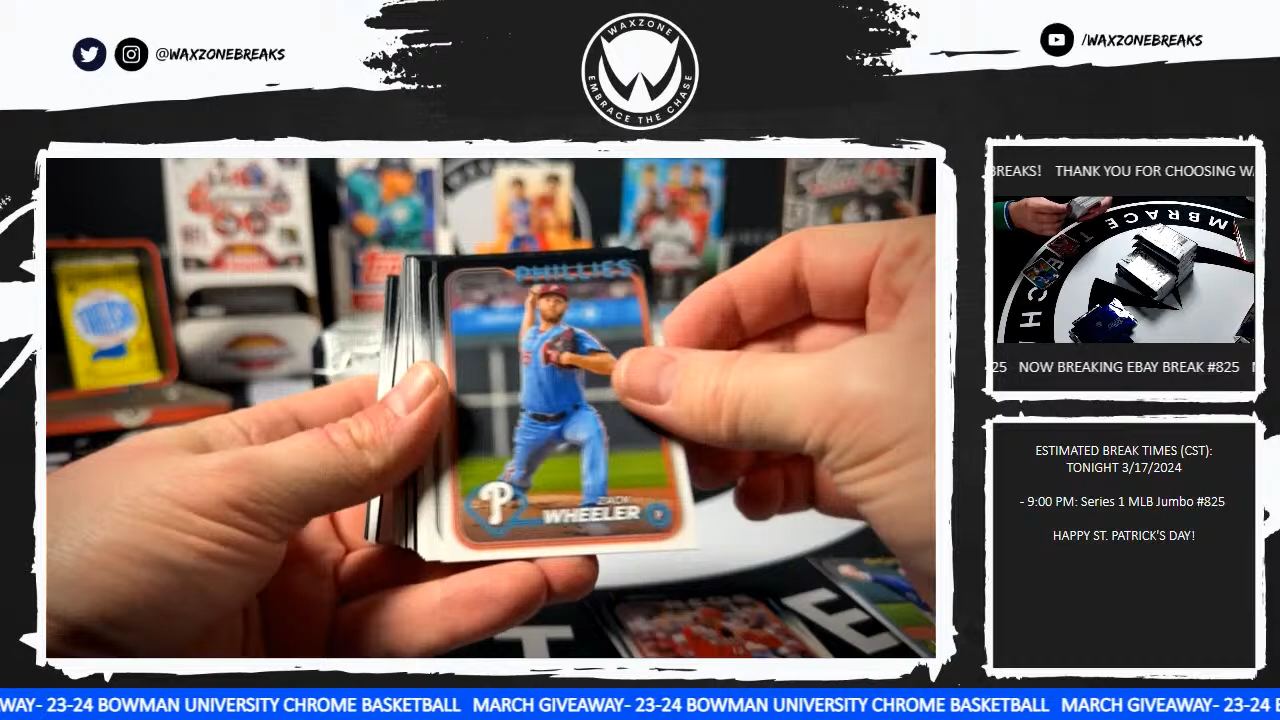 @WAXZONEBREAKS
WAXZONE
EMBRACE THE CHASE
/WAXZONEBREAKS
PHILLIES
P
ZACK
WHEELER
T
E
BREAKS! THANK YOU FOR CHOOSING
EMBRACE
CH
25 NOW BREAKING EBAY BREAK #825
ESTIMATED BREAK TIMES (CST):
TONIGHT 3/17/2024
- 9:00 PM: Series 1 MLB Jumbo #825
HAPPY ST. PATRICK'S DAY!
WAY- 23-24 BOWMAN UNIVERSITY CHROME BASKETBALL MARCH GIVEAWAY- 23-24 BOWMAN UNIVERSITY CHROME BASKETBALL MARCH GIVEAWAY- 23-24